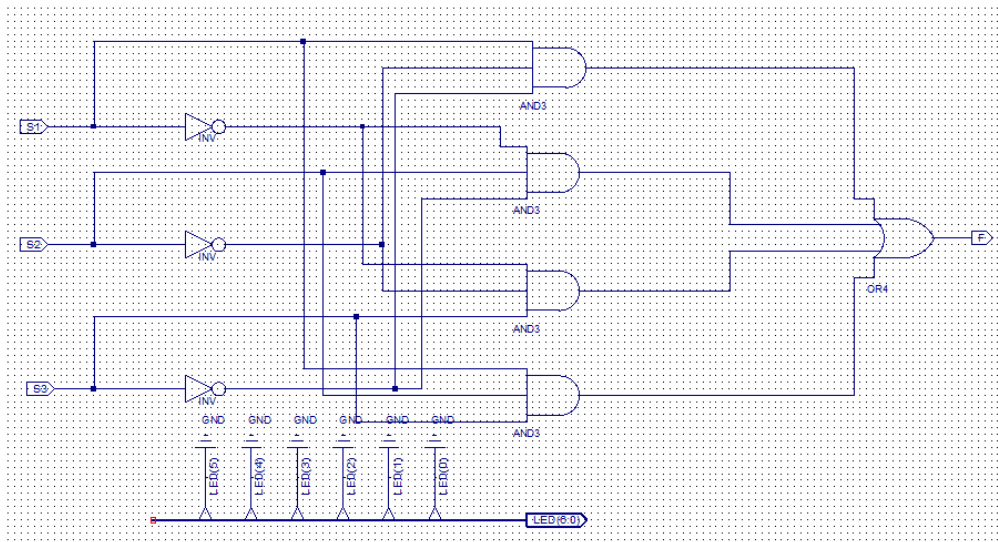 AND3
S1
INV
AND3
S2
INV
F
OR4
AND3
S3
INV
GND GND GND GND GND GND
AND3
LED(5) LED(4) LED(3) LED(2) LED(1) LED(0)
LED(6:0)